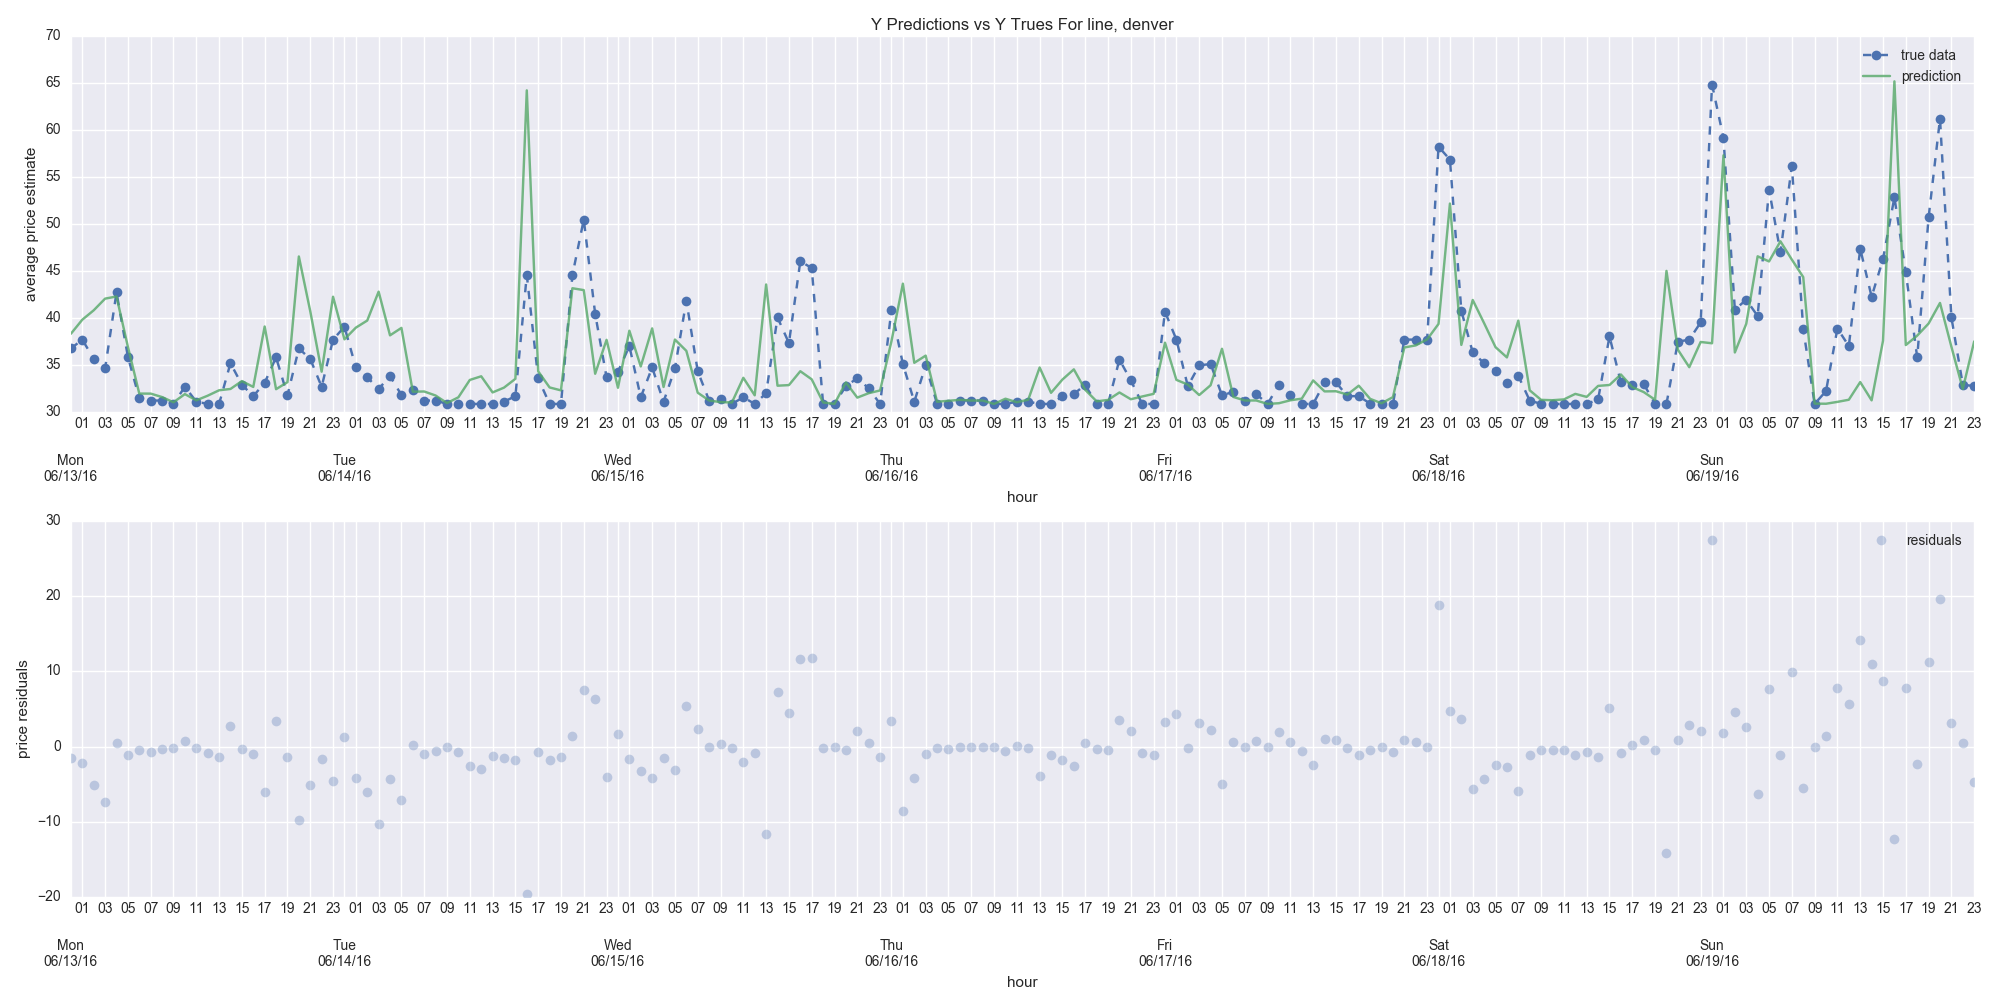 Y Predictions vs Y Trues For line, denver
70
65
60
55
50
45
40
35
30
average price estimate
true data
prediction
01 03 05 07 09 11 13 15 17 19 21 23 01 03 05 07 09 11 13 15 17 19 21 23 01 03 05 07 09 11 13 15 17 19 21 23 01 03 05 07 09 11 13 15 17 19 21 23 01 03 05 07 09 11 13 15 17 19 21 23 01 03 05 07 09 11 13 15 17 19 21 23 01 03 05 07 09 11 13 15 17 19 21 23
Mon Tue Wed Thu Fri Sat Sun
06/13/16 06/14/16 06/15/16 06/16/16 06/17/16 06/18/16 06/19/16
hour
30
20
10
0
−10
−20
price residuals
residuals
01 03 05 07 09 11 13 15 17 19 21 23 01 03 05 07 09 11 13 15 17 19 21 23 01 03 05 07 09 11 13 15 17 19 21 23 01 03 05 07 09 11 13 15 17 19 21 23 01 03 05 07 09 11 13 15 17 19 21 23 01 03 05 07 09 11 13 15 17 19 21 23 01 03 05 07 09 11 13 15 17 19 21 23
Mon Tue Wed Thu Fri Sat Sun
06/13/16 06/14/16 06/15/16 06/16/16 06/17/16 06/18/16 06/19/16
hour